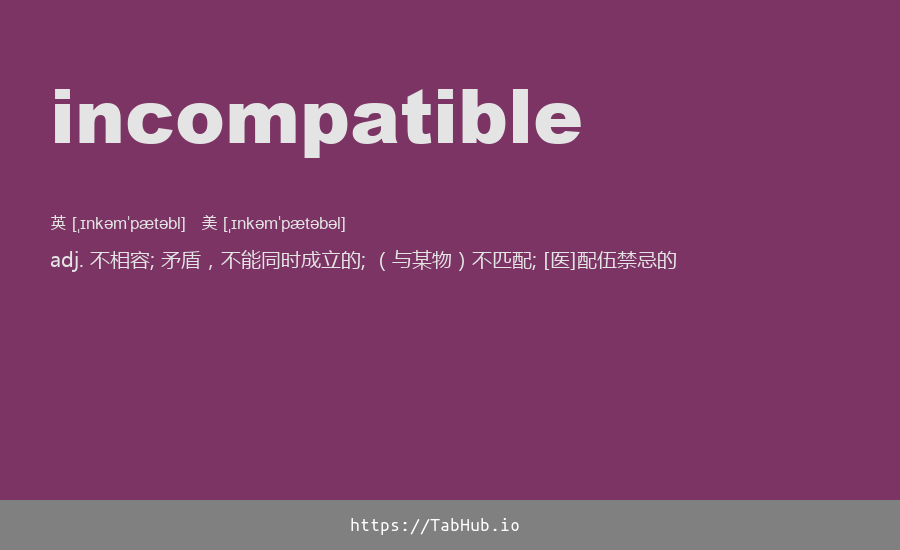 incompatible
英 [ˌɪnkəmˈpætəbl] 美 [ˌɪnkəmˈpætəbəl]
adj. 不相容; 矛盾，不能同时成立的; （与某物）不匹配; [医]配伍禁忌的
https://TabHub.io